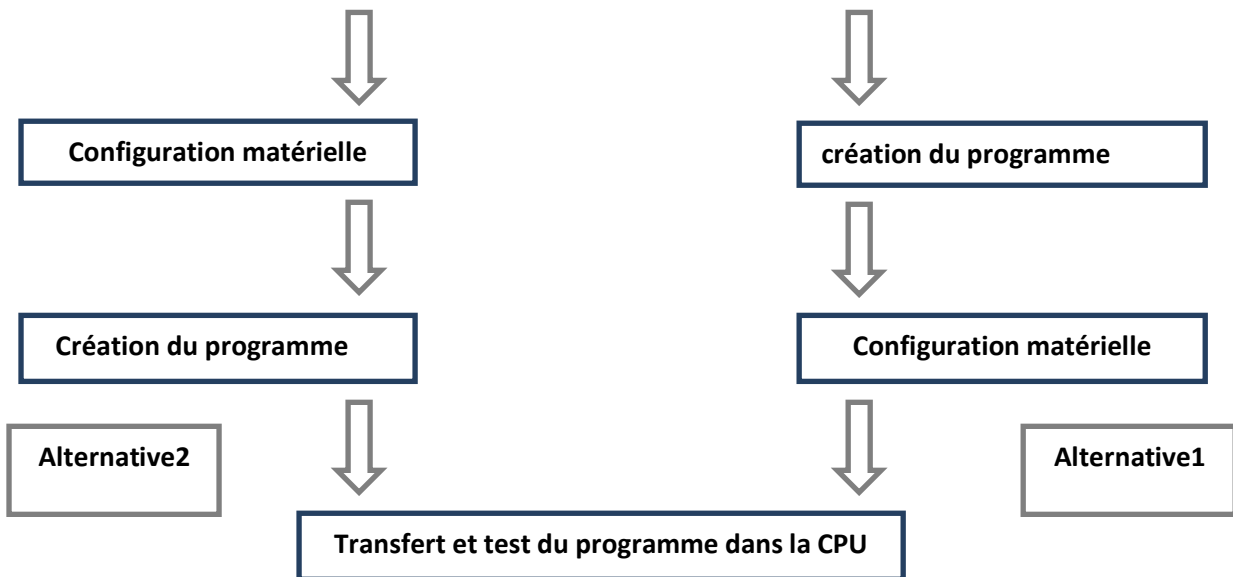 Configuration matérielle
création du programme
Création du programme
Configuration matérielle
Alternative2
Alternative1
Transfert et test du programme dans la CPU